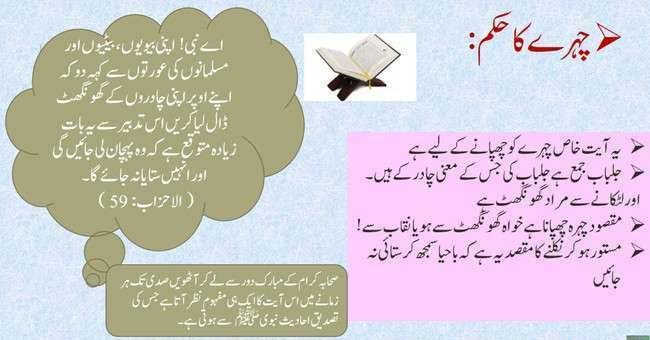 چہرے کا حکم:
اے نبی! اپنی بیویوں، بیٹیوں اور
مسلمانوں کی عورتوں سے کہہ دو کہ
اپنے اوپر اپنی چادروں کے گھونگھٹ
ڈال لیا کریں اس تدبیر سے یہ بات
زیادہ متوقع ہے کہ وہ پہچان لی جائیں گی
اور انہیں ستایا نہ جائے گا۔
(الاحزاب: 59)
یہ آیت خاص چہرے کو چھپانے کے لیے ہے
جلباب جمع ہے جلباب کی جس کے معنی چادر کے ہیں۔
اور لٹکانے سے مراد گھونگھٹ ہے
مقصود چہرہ چھپانا ہے خواہ گھونگھٹ سے ہو یا نقاب سے!
مستور ہو کر نکلنے کا مقصد یہ ہے کہ باحیا سمجھ کر ستائی نہ
جائیں
صحابہ کرام کے مبارک دور سے لے کر آٹھویں صدی تک ہر
زمانے میں اس آیت کا ایک ہی مفہوم نظر آتا ہے جس کی
تصدیق احادیث نبوی ﷺ سے ہوتی ہے۔